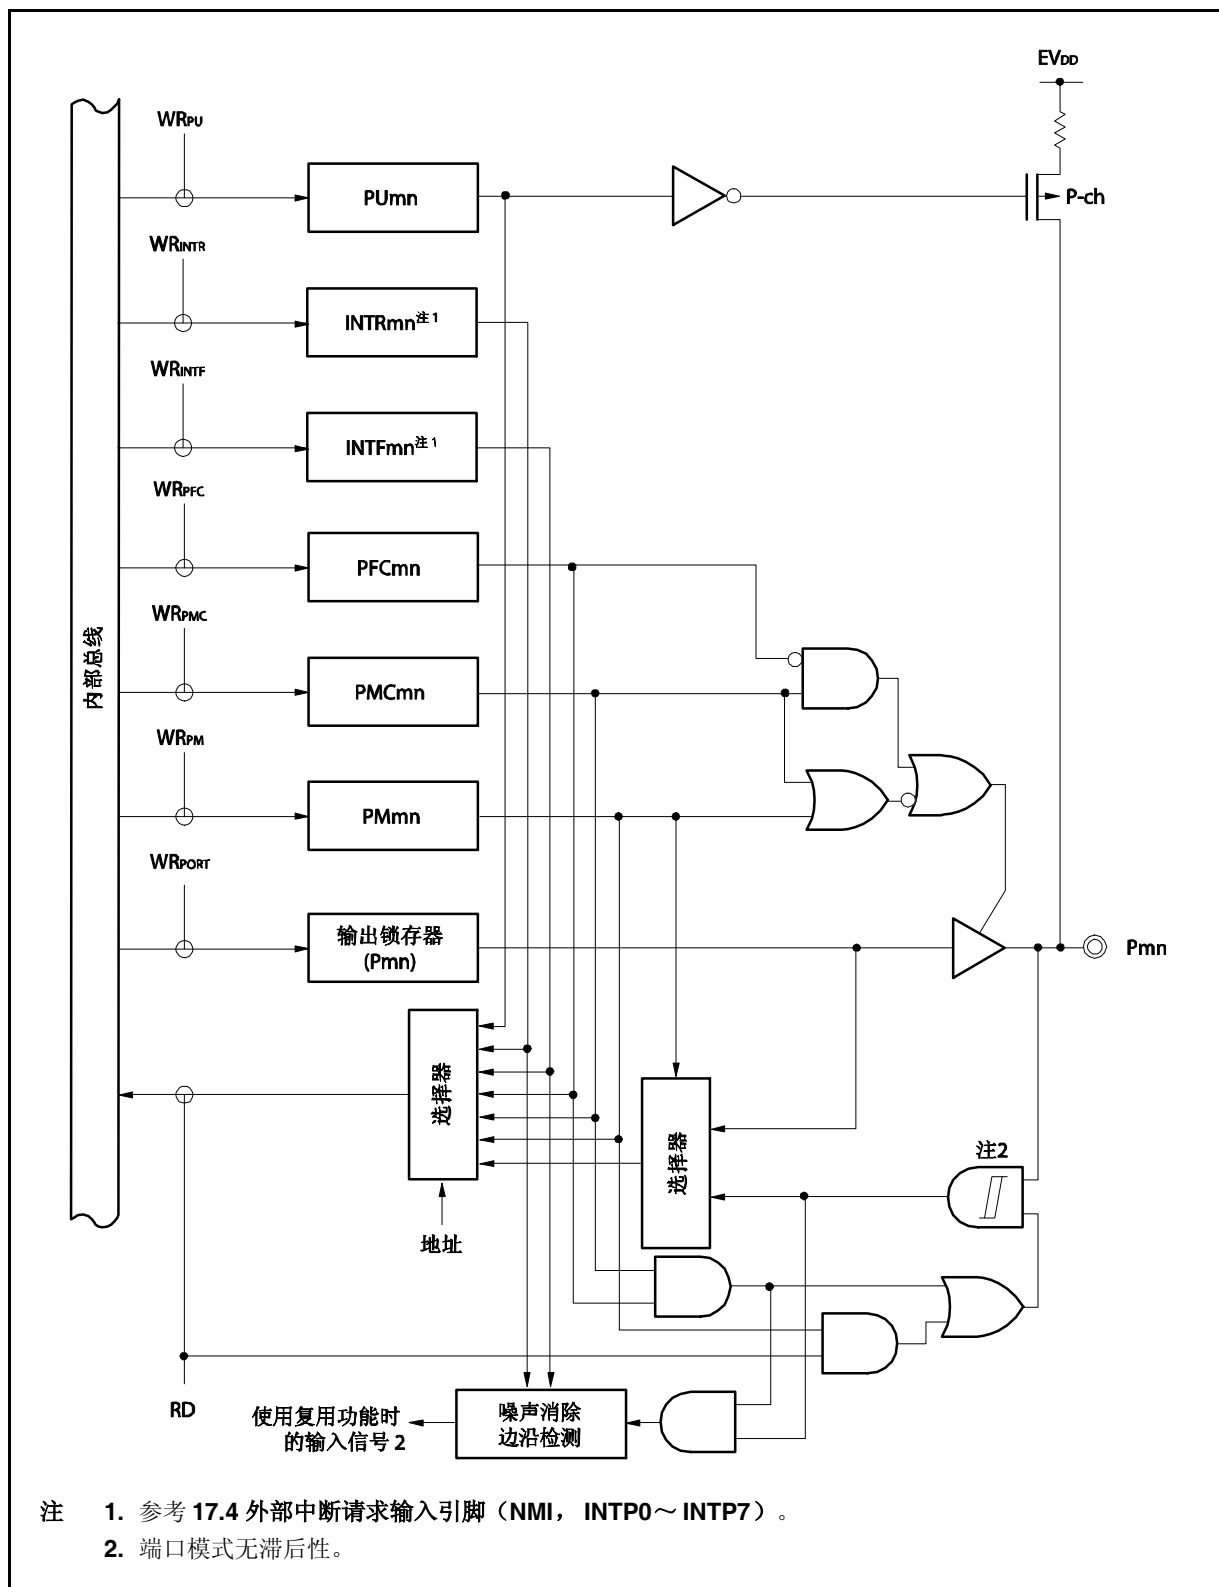 EVDD
WRPU
PUmn
P-ch
WRINTR
INTRmn注1
WRINTF
INTFmn注1
WRPFC
PFCmn
WRPMC
PMCmn
内部总线
WRPM
PMmn
WRPORT
输出锁存器
(Pmn)
Pmn
选择器
选择器
注2
地址
RD
使用复用功能时
的输入信号 2
噪声消除
边沿检测
注 1. 参考 17.4 外部中断请求输入引脚（NMI， INTP0～ INTP7）。
2. 端口模式无滞后性。